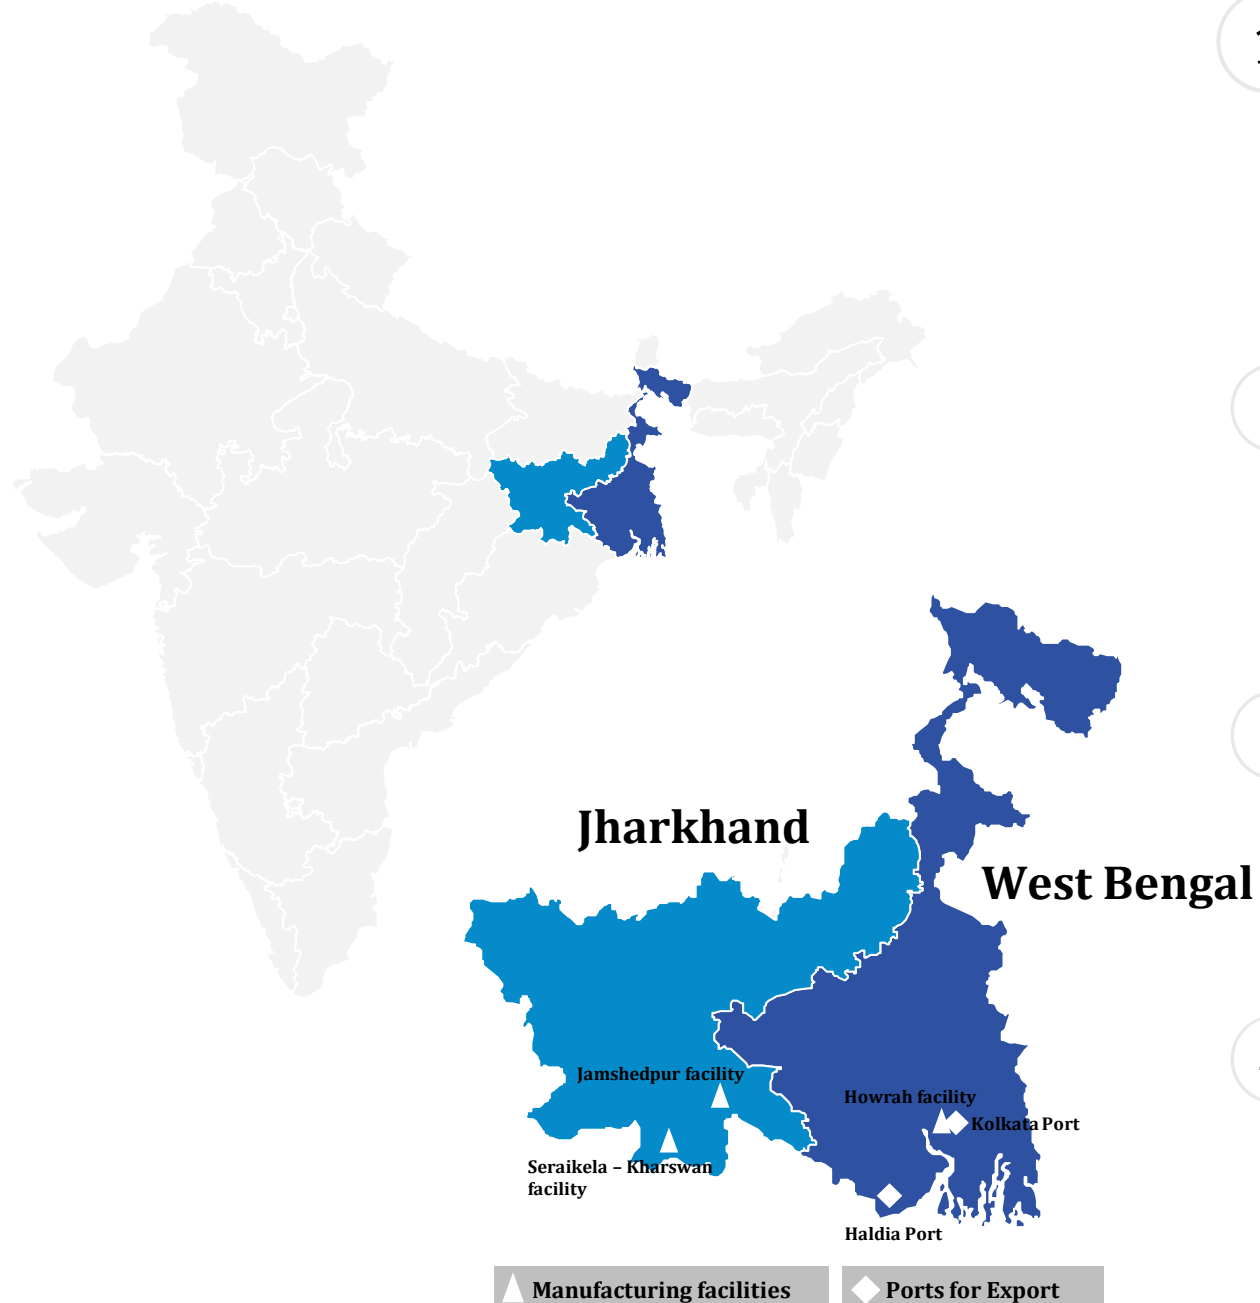 Jharkhand
West Bengal
Jamshedpur facility
Howrah facility
Kolkata Port
Seraikela – Kharswan
facility
Haldia Port
Manufacturing facilities
Ports for Export